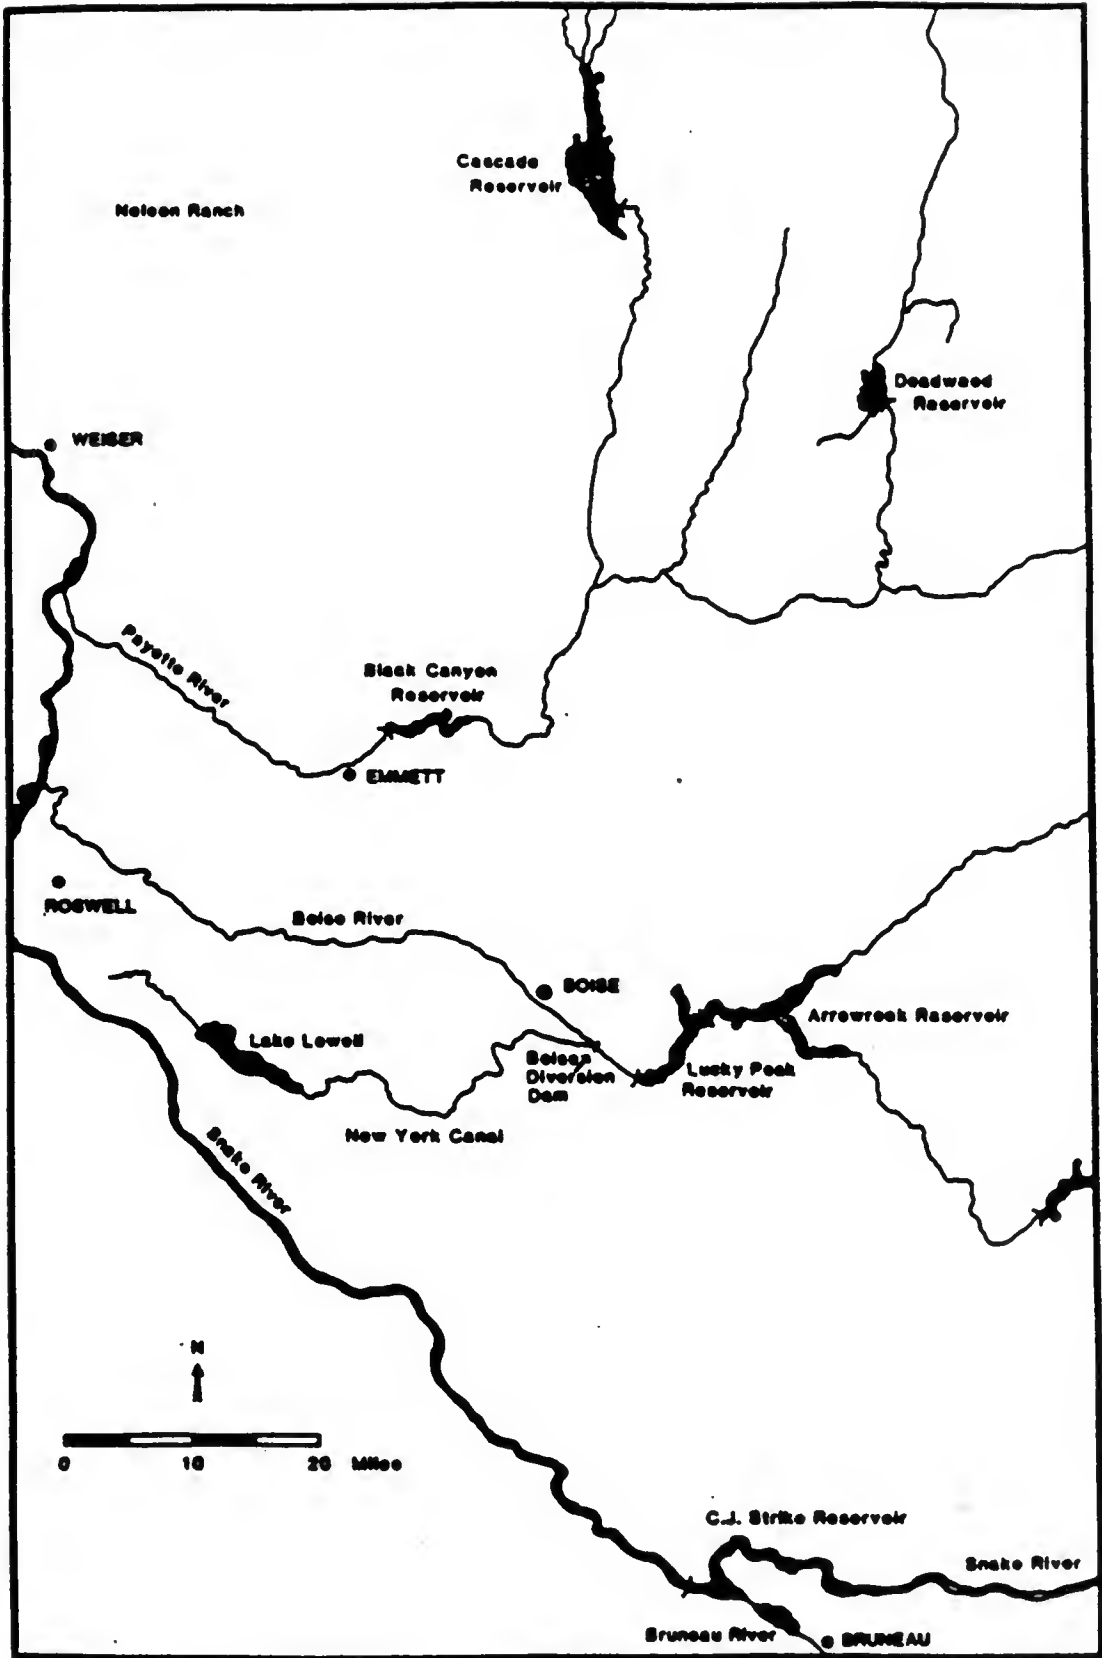 Cascade
Reservoir
Nelson Ranch
Deadwood
Reservoir
WEISER
Payette River
Black Canyon
Reservoir
EMMETT
ROSWELL
Boise River
BOISE
Arrowrock Reservoir
Lake Lowell
Boisen
Diversion
Dam
Lucky Peak
Reservoir
New York Canal
Snake River
N
0 10 20 Miles
C.J. Strike Reservoir
Snake River
Bruneau River
BRUNEAU